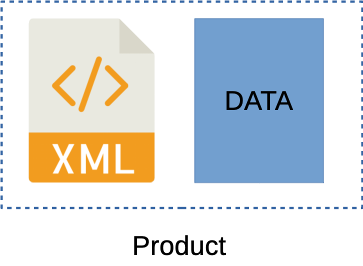 </>
XML
DATA
Product